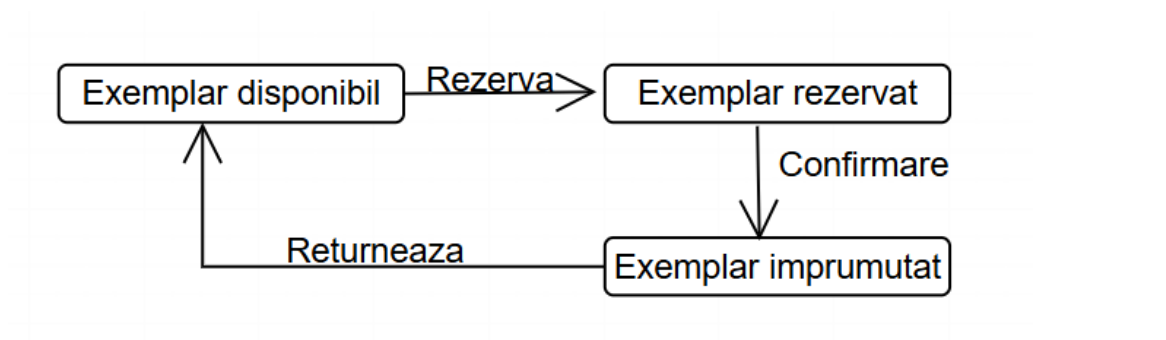 Exemplar disponibil
Rezerva
Exemplar rezervat
Confirmare
Returneaza
Exemplar imprumutat